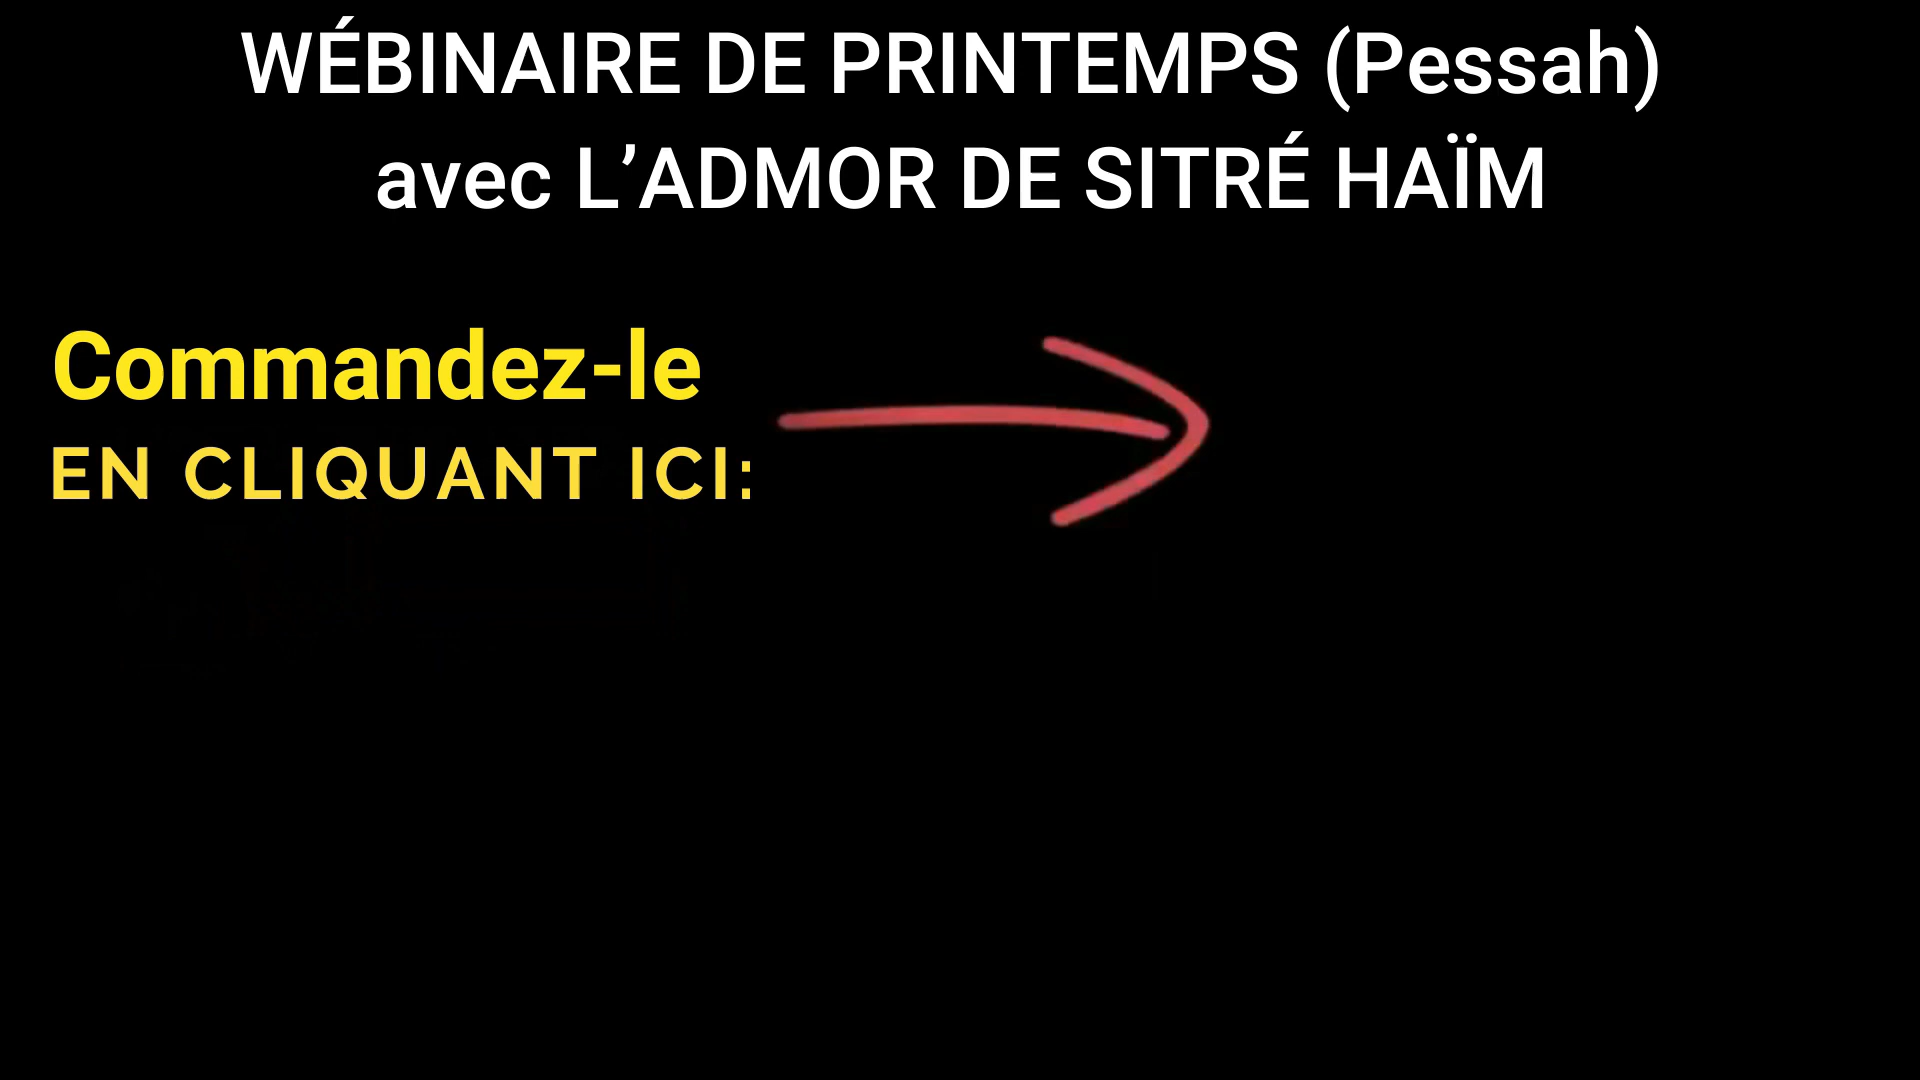 WÉBINAIRE DE PRINTEMPS (Pessah)
avec L’ADMOR DE SITRÉ HAÏM
Commandez-le
EN CLIQUANT ICI: